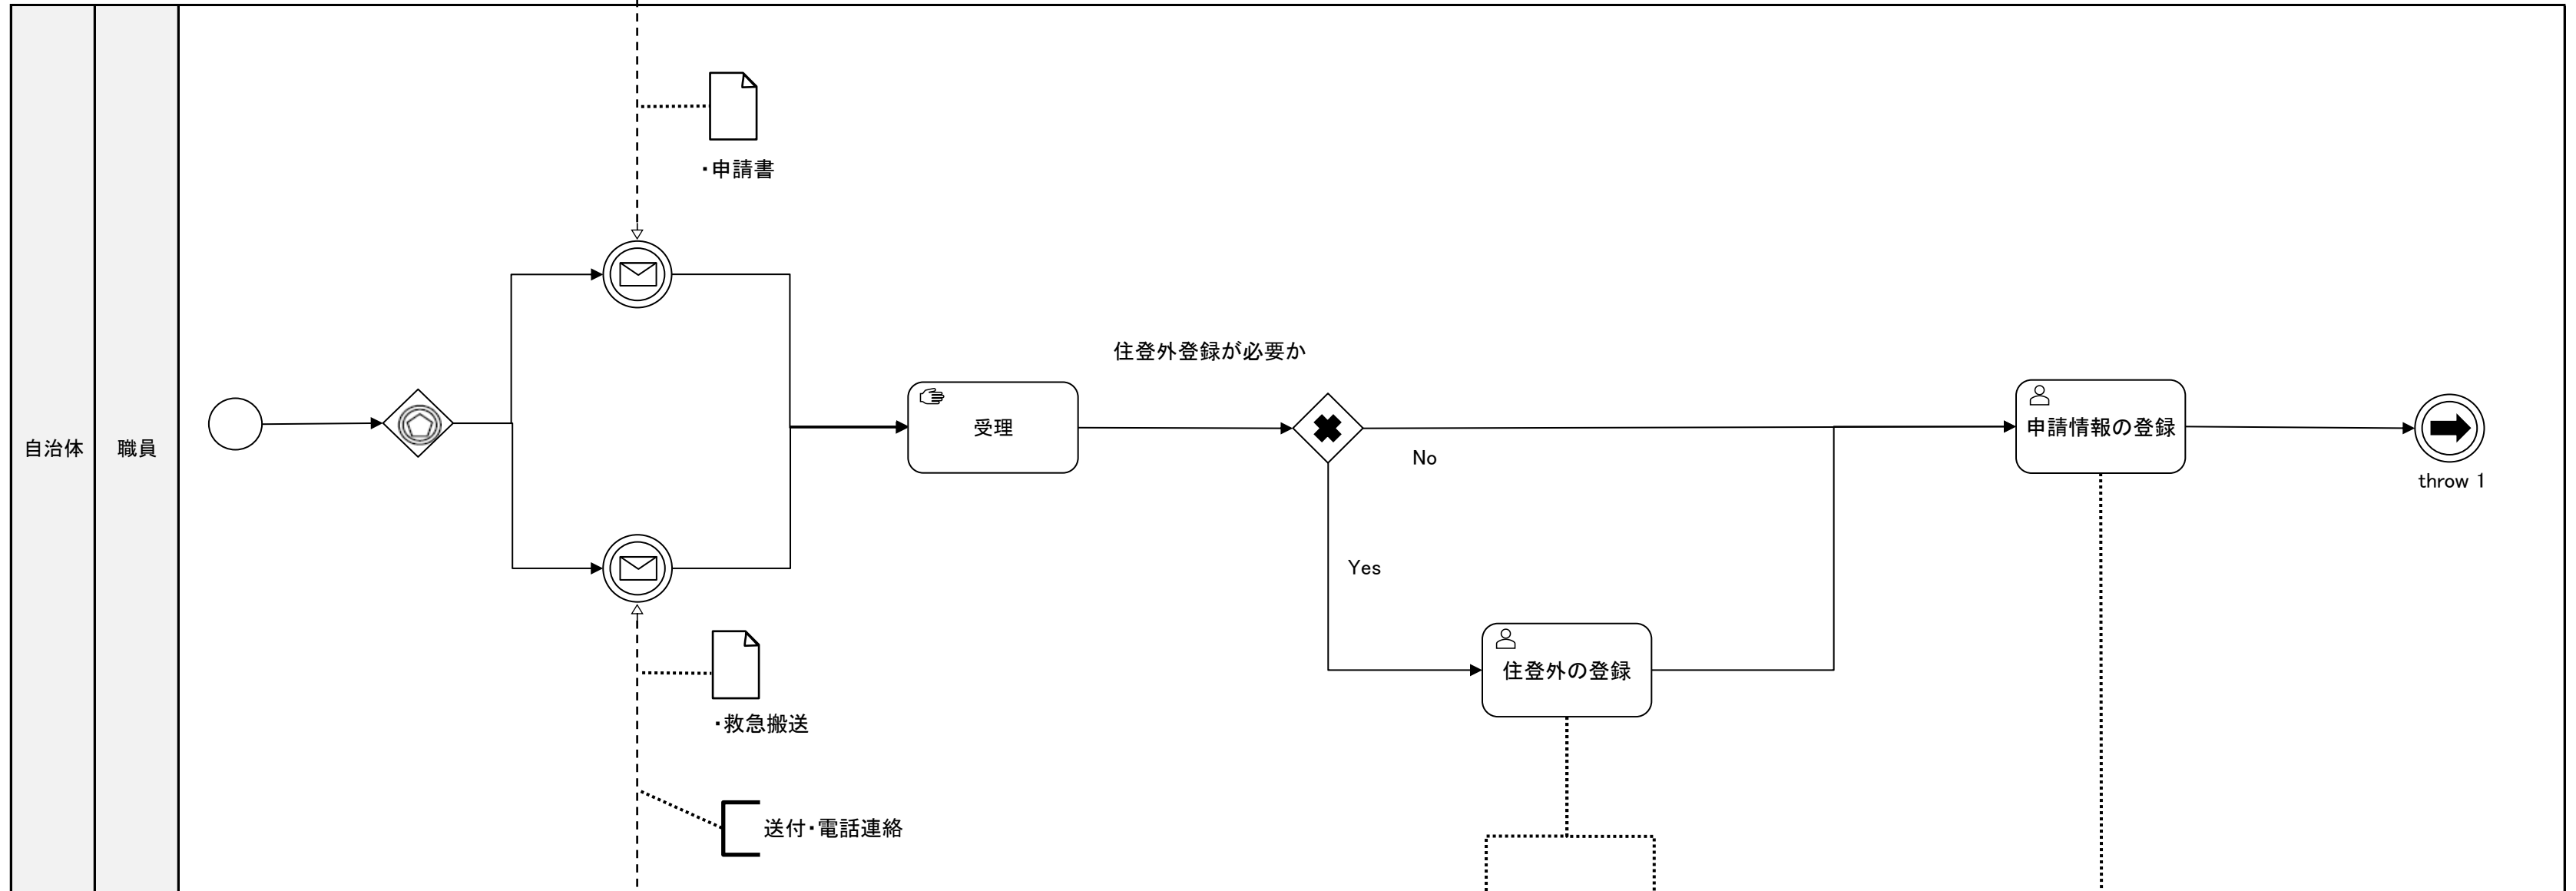 自治体
職員
・申請書
住登外登録が必要か
受理
申請情報の登録
No
throw 1
Yes
住登外の登録
・救急搬送
送付・電話連絡